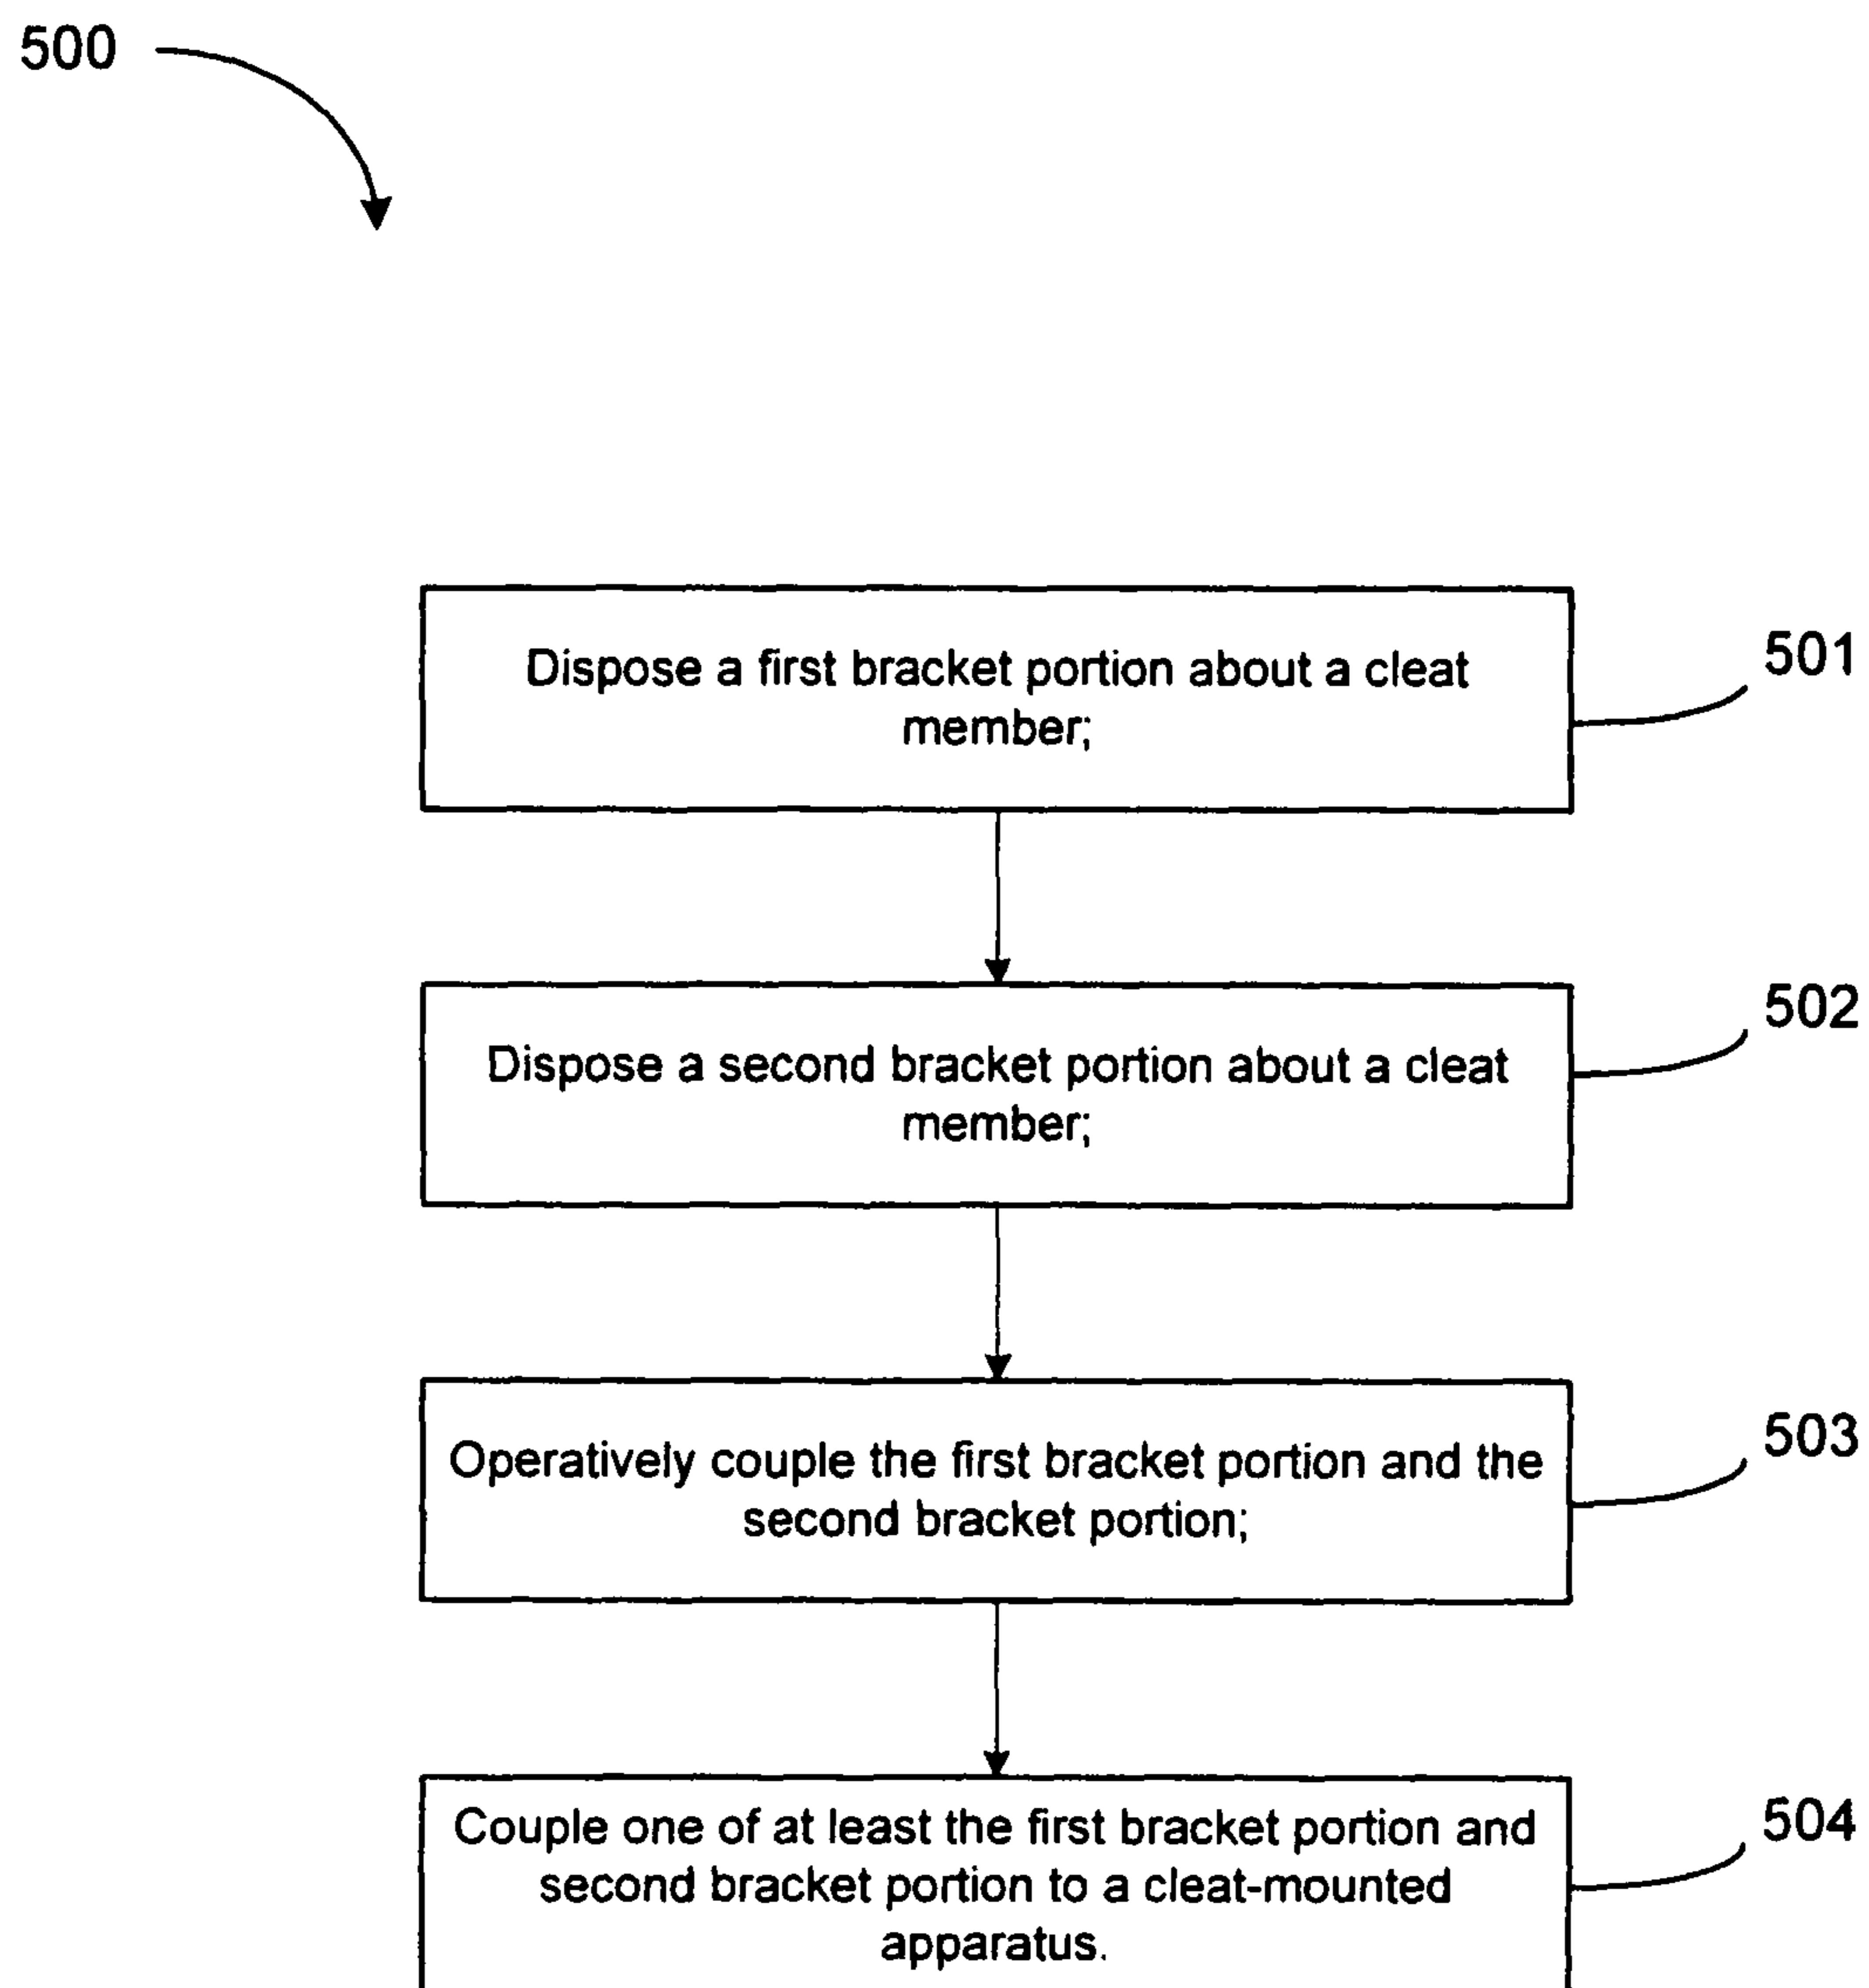 500
Dispose a first bracket portion about a cleat
member;
501
Dispose a second bracket portion about a cleat
member;
502
Operatively couple the first bracket portion and the
second bracket portion;
503
Couple one of at least the first bracket portion and
second bracket portion to a cleat-mounted
apparatus.
504